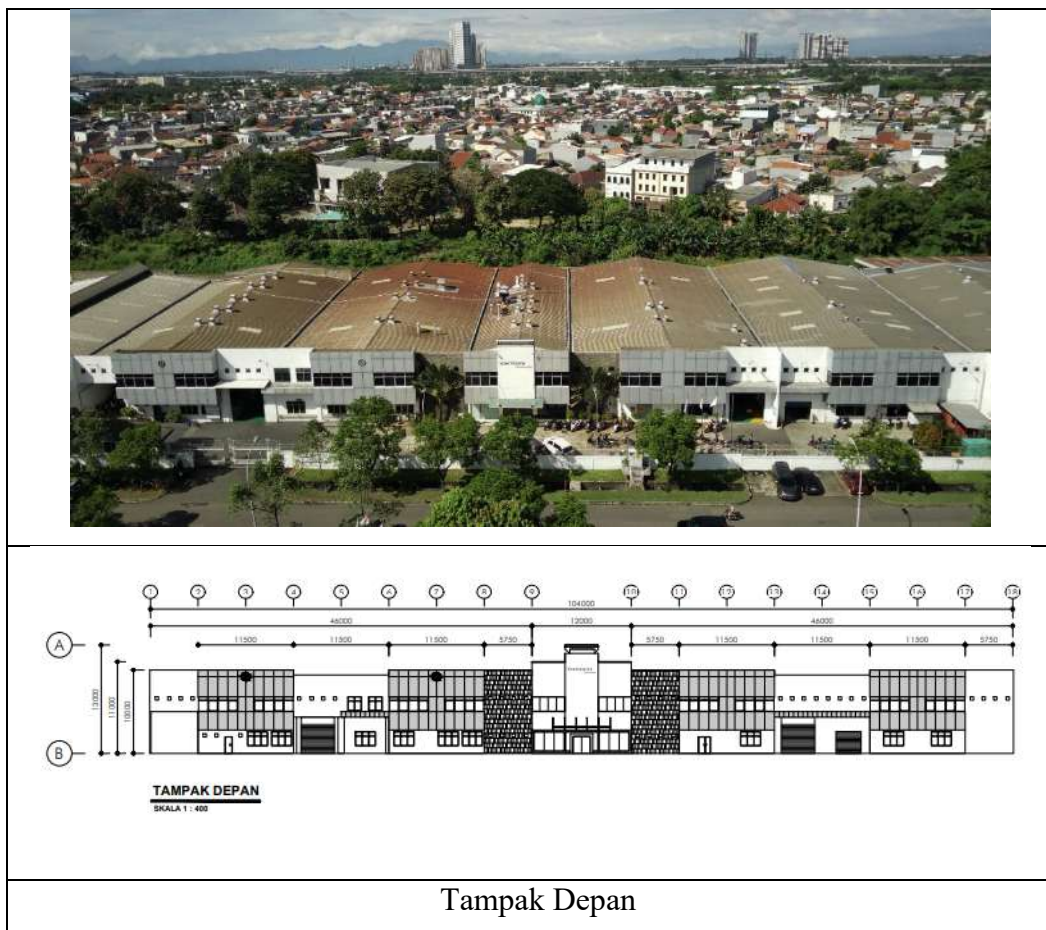 1 2 3 4 5 6 7 8 9 10 11 12 13 14 15 16 17 18
104000
46000 12000 46000
11500 11500 11500 5750 5750 11500 11500 11500 5750
A
13000
11000
10000
B
TAMPAK DEPAN
SKALA 1 : 400
Tampak Depan